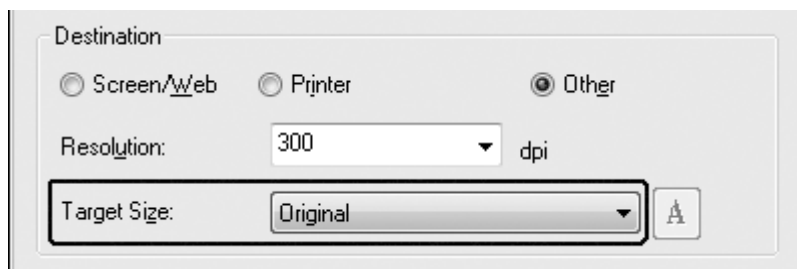 Destination
Screen/Web Printer Other
Resolution: 300 dpi
Target Size: Original A